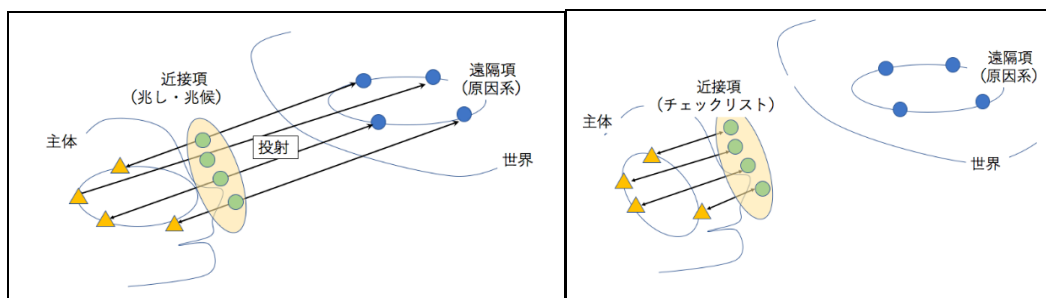 近接項
(兆し・兆候)
遠隔項
(原因系)
主体
投射
世界
近接項
(チェックリスト)
遠隔項
(原因系)
主体
世界